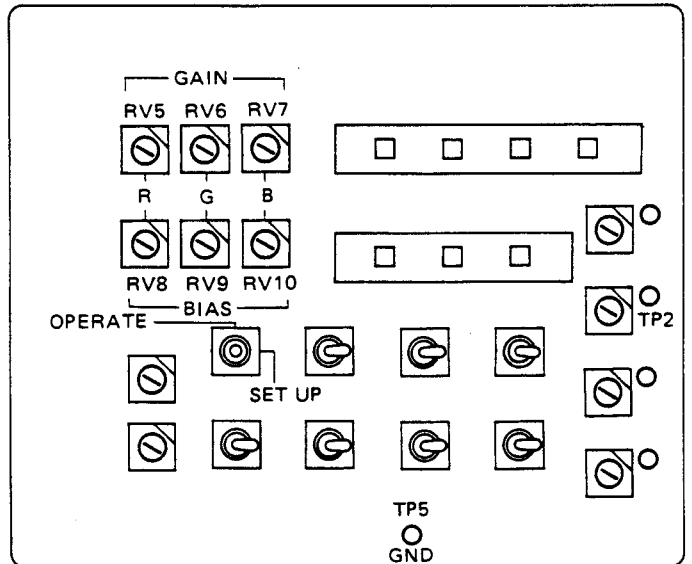 GAIN
RV5 RV6 RV7
R G B
RV8 RV9 RV10
BIAS
OPERATE
TP2
SET UP
TP5
GND